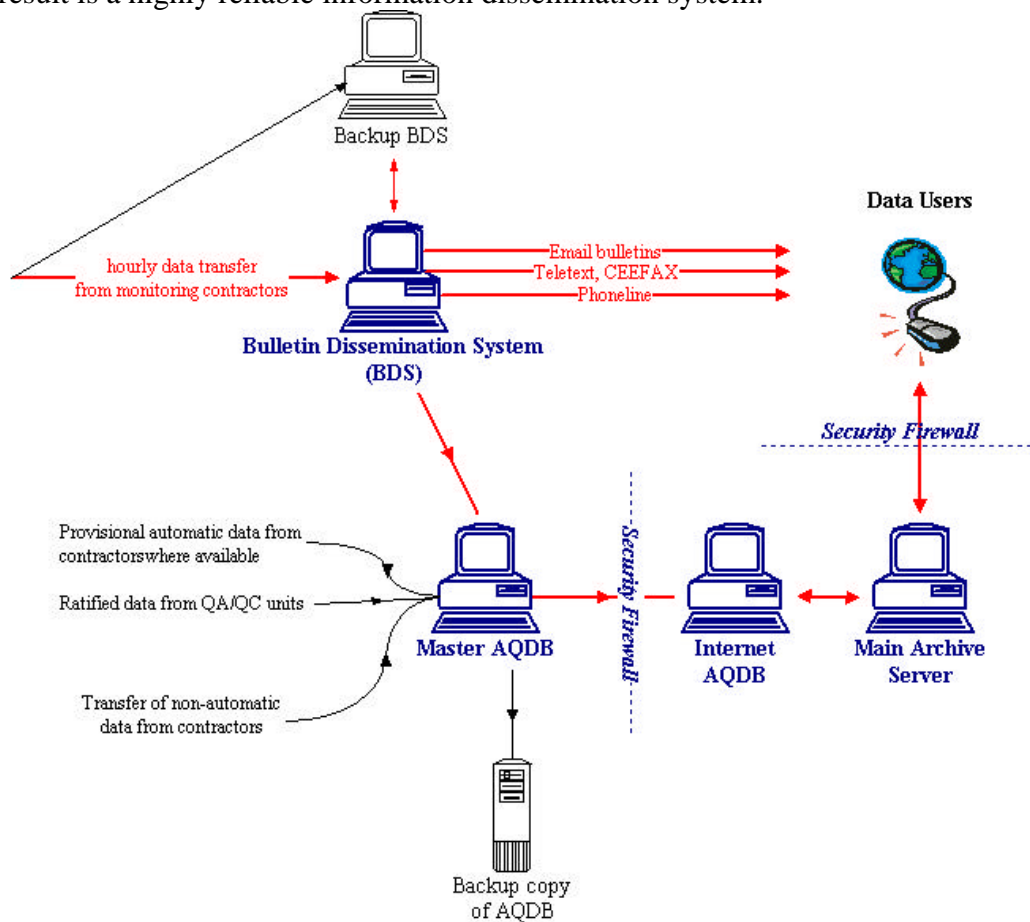 result is a highly reliable information dissemination system.
Backup BDS
Data Users
hourly data transfer
from monitoring contractors
Email bulletins
Teletext, CEEFAX
Phoneline
Bulletin Dissemination System
(BDS)
Security Firewall
Provisional automatic data from
contractorswhere available
Ratified data from QA/QC units
Transfer of non-automatic
data from contractors
Master AQDB
Security Firewall
Internet
AQDB
Main Archive
Server
Backup copy
of AQDB